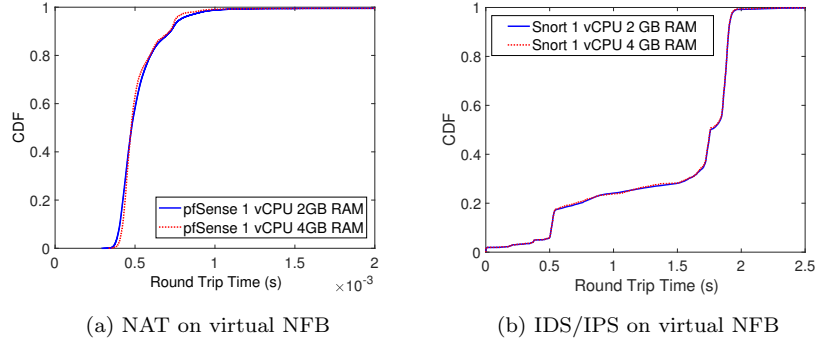 1
0.8
0.6
0.4
0.2
0
CDF
pfSense 1 vCPU 2GB RAM
pfSense 1 vCPU 4GB RAM
0 0.5 1 1.5 2
Round Trip Time (s)
×10⁻³
(a) NAT on virtual NFB
1
0.8
0.6
0.4
0.2
0
CDF
Snort 1 vCPU 2 GB RAM
Snort 1 vCPU 4 GB RAM
0 0.5 1 1.5 2 2.5
Round Trip Time (s)
(b) IDS/IPS on virtual NFB